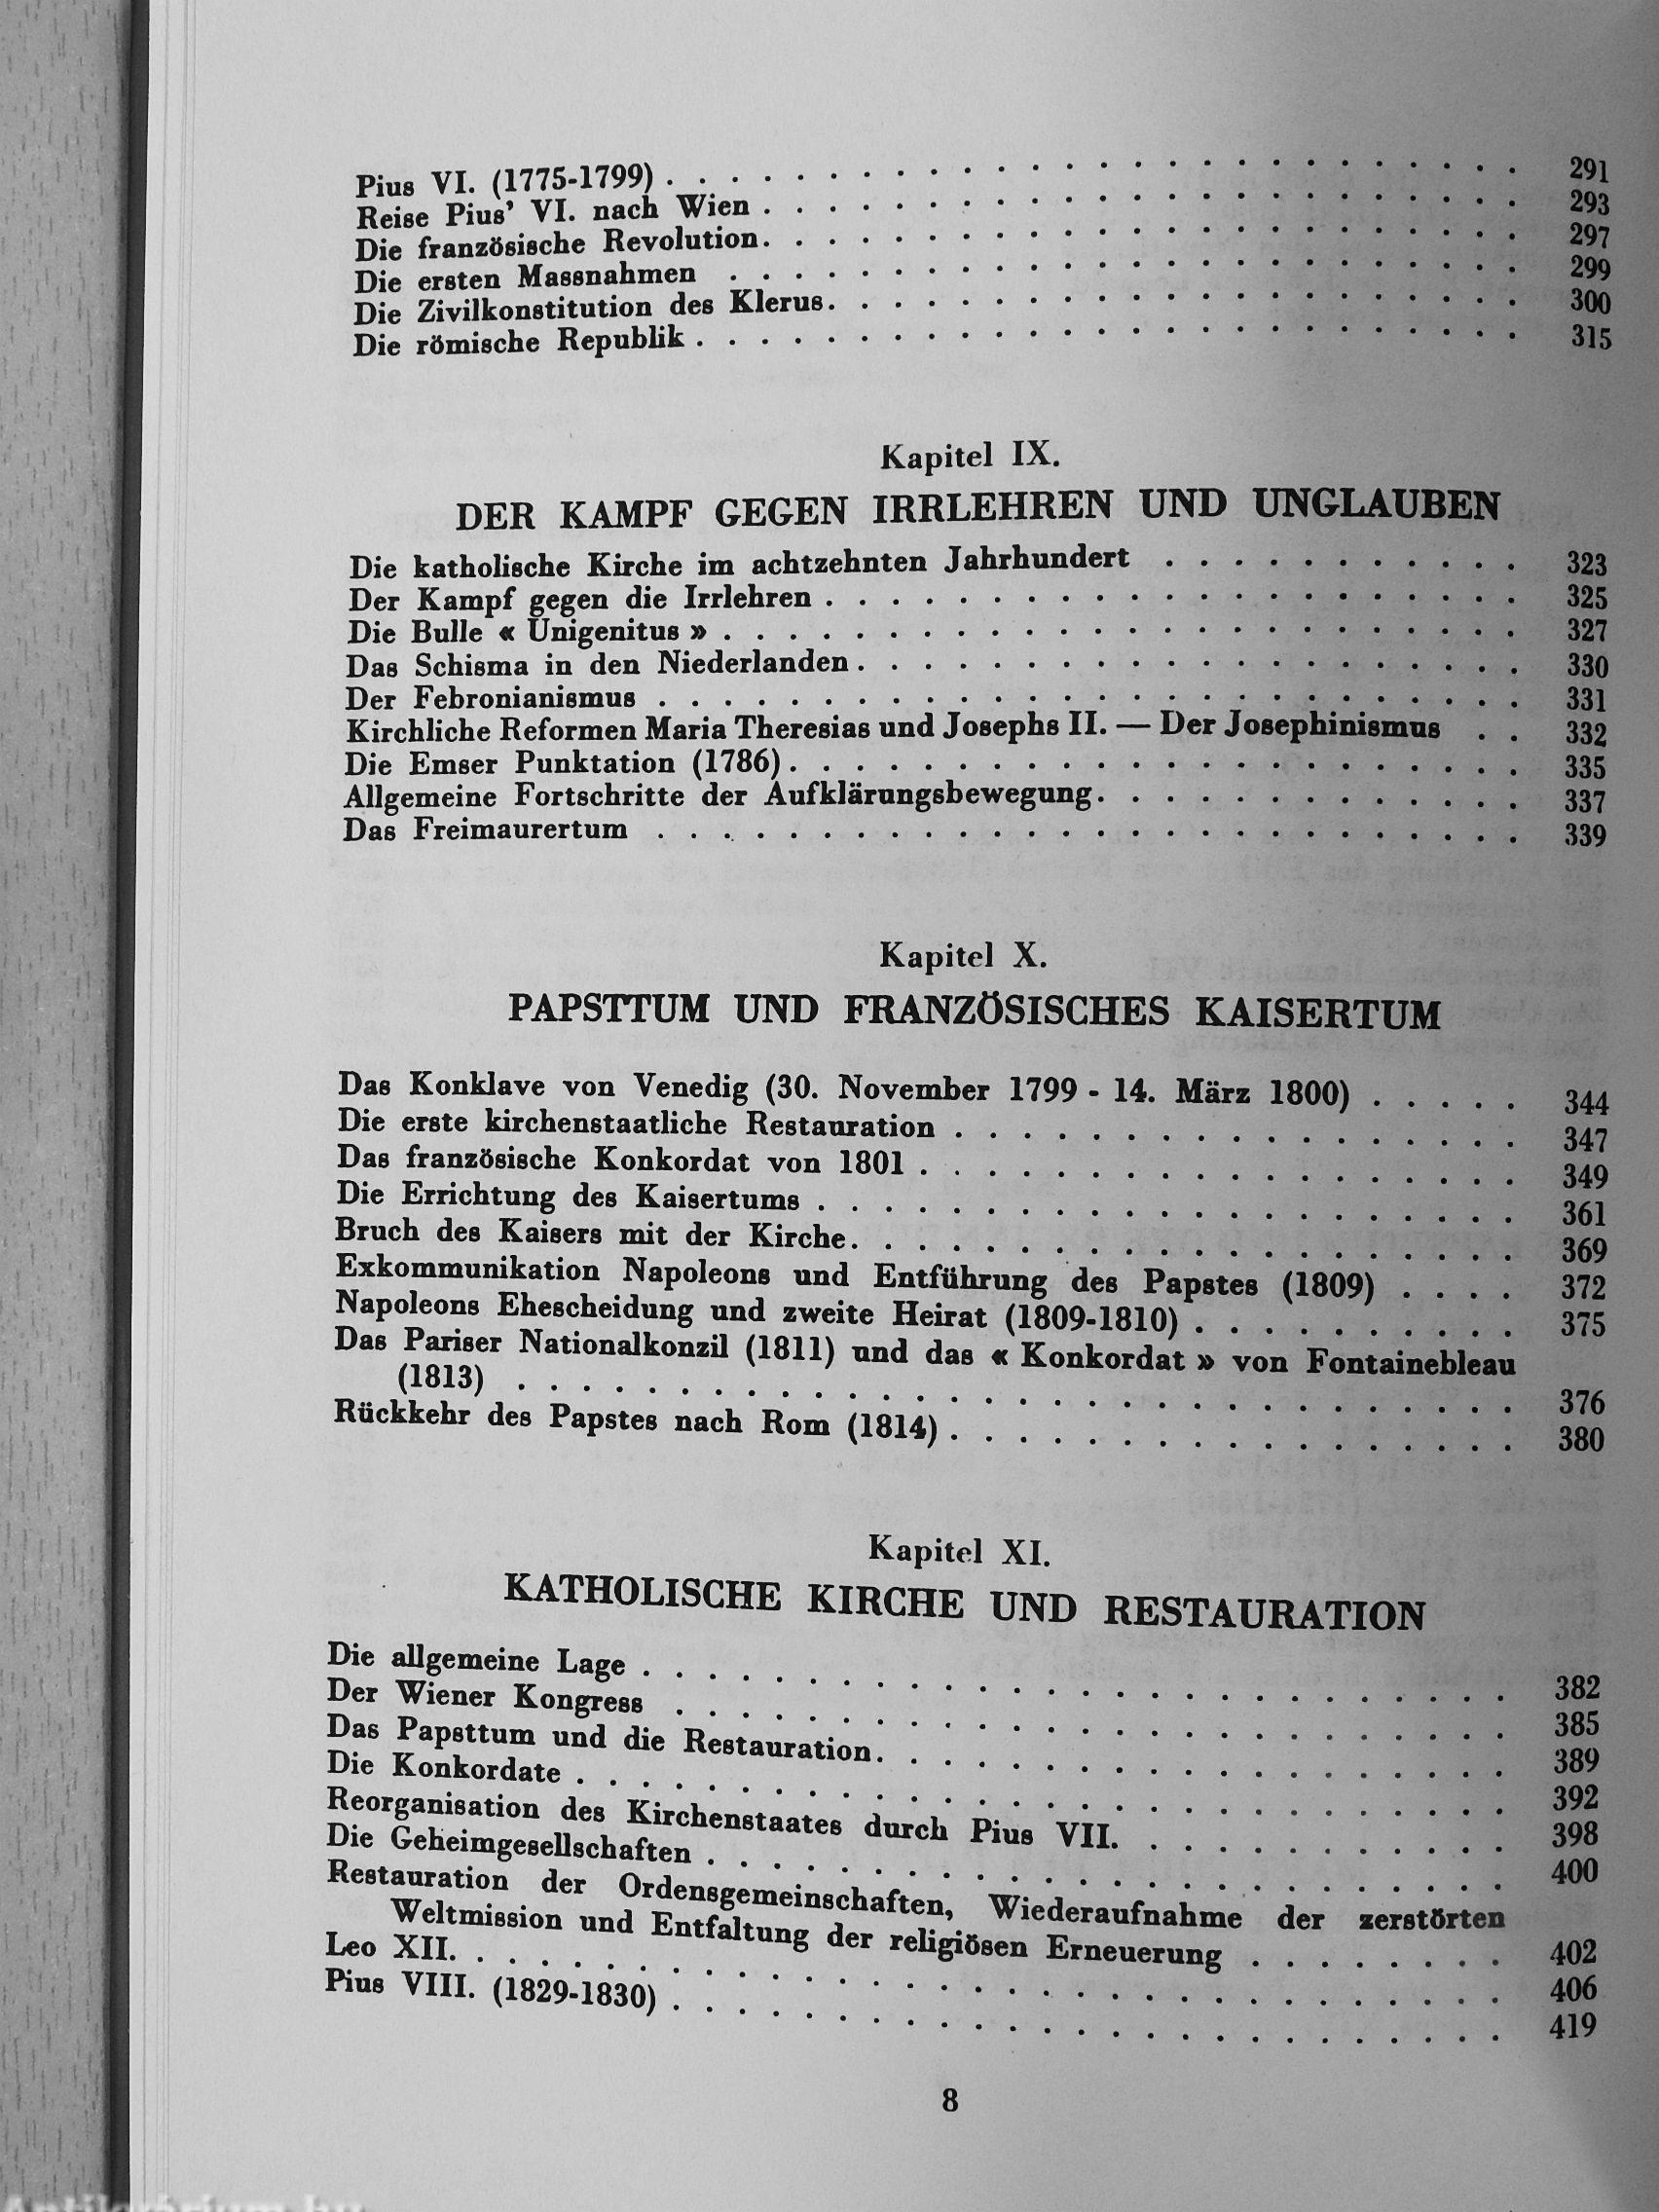 Pius VI. (1775-1799) . . . . . . . . . . . . . . . . . . . . . . . . . 291
Reise Pius' VI. nach Wien . . . . . . . . . . . . . . . . . . . . . . . 293
Die französische Revolution. . . . . . . . . . . . . . . . . . . . . . . 297
Die ersten Massnahmen . . . . . . . . . . . . . . . . . . . . . . . . 299
Die Zivilkonstitution des Klerus. . . . . . . . . . . . . . . . . . . . . 300
Die römische Republik . . . . . . . . . . . . . . . . . . . . . . . . . 315
Kapitel IX.
DER KAMPF GEGEN IRRLEHREN UND UNGLAUBEN
Die katholische Kirche im achtzehnten Jahrhundert . . . . . . . . . . . 323
Der Kampf gegen die Irrlehren . . . . . . . . . . . . . . . . . . . . . 325
Die Bulle « Unigenitus » . . . . . . . . . . . . . . . . . . . . . . . . 327
Das Schisma in den Niederlanden. . . . . . . . . . . . . . . . . . . . 330
Der Febronianismus . . . . . . . . . . . . . . . . . . . . . . . . . . 331
Kirchliche Reformen Maria Theresias und Josephs II. — Der Josephinismus . . 332
Die Emser Punktation (1786). . . . . . . . . . . . . . . . . . . . . . 335
Allgemeine Fortschritte der Aufklärungsbewegung. . . . . . . . . . . . . 337
Das Freimaurertum . . . . . . . . . . . . . . . . . . . . . . . . . . 339
Kapitel X.
PAPSTTUM UND FRANZÖSISCHES KAISERTUM
Das Konklave von Venedig (30. November 1799 - 14. März 1800) . . . . . 344
Die erste kirchenstaatliche Restauration . . . . . . . . . . . . . . . . . 347
Das französische Konkordat von 1801 . . . . . . . . . . . . . . . . . . 349
Die Errichtung des Kaisertums . . . . . . . . . . . . . . . . . . . . . 361
Bruch des Kaisers mit der Kirche. . . . . . . . . . . . . . . . . . . . 369
Exkommunikation Napoleons und Entführung des Papstes (1809) . . . . 372
Napoleons Ehescheidung und zweite Heirat (1809-1810) . . . . . . . . . . 375
Das Pariser Nationalkonzil (1811) und das « Konkordat » von Fontainebleau
(1813) . . . . . . . . . . . . . . . . . . . . . . . . . . . . . . 376
Rückkehr des Papstes nach Rom (1814) . . . . . . . . . . . . . . . . . 380
Kapitel XI.
KATHOLISCHE KIRCHE UND RESTAURATION
Die allgemeine Lage . . . . . . . . . . . . . . . . . . . . . . . . . . 382
Der Wiener Kongress . . . . . . . . . . . . . . . . . . . . . . . . . 385
Das Papsttum und die Restauration. . . . . . . . . . . . . . . . . . . 389
Die Konkordate . . . . . . . . . . . . . . . . . . . . . . . . . . . . 392
Reorganisation des Kirchenstaates durch Pius VII. . . . . . . . . . . . . 398
Die Geheimgesellschaften . . . . . . . . . . . . . . . . . . . . . . . . 400
Restauration der Ordensgemeinschaften, Wiederaufnahme der zerstörten
Weltmission und Entfaltung der religiösen Erneuerung . . . . . . . . 402
Leo XII. . . . . . . . . . . . . . . . . . . . . . . . . . . . . . . . 406
Pius VIII. (1829-1830) . . . . . . . . . . . . . . . . . . . . . . . . . 419
8